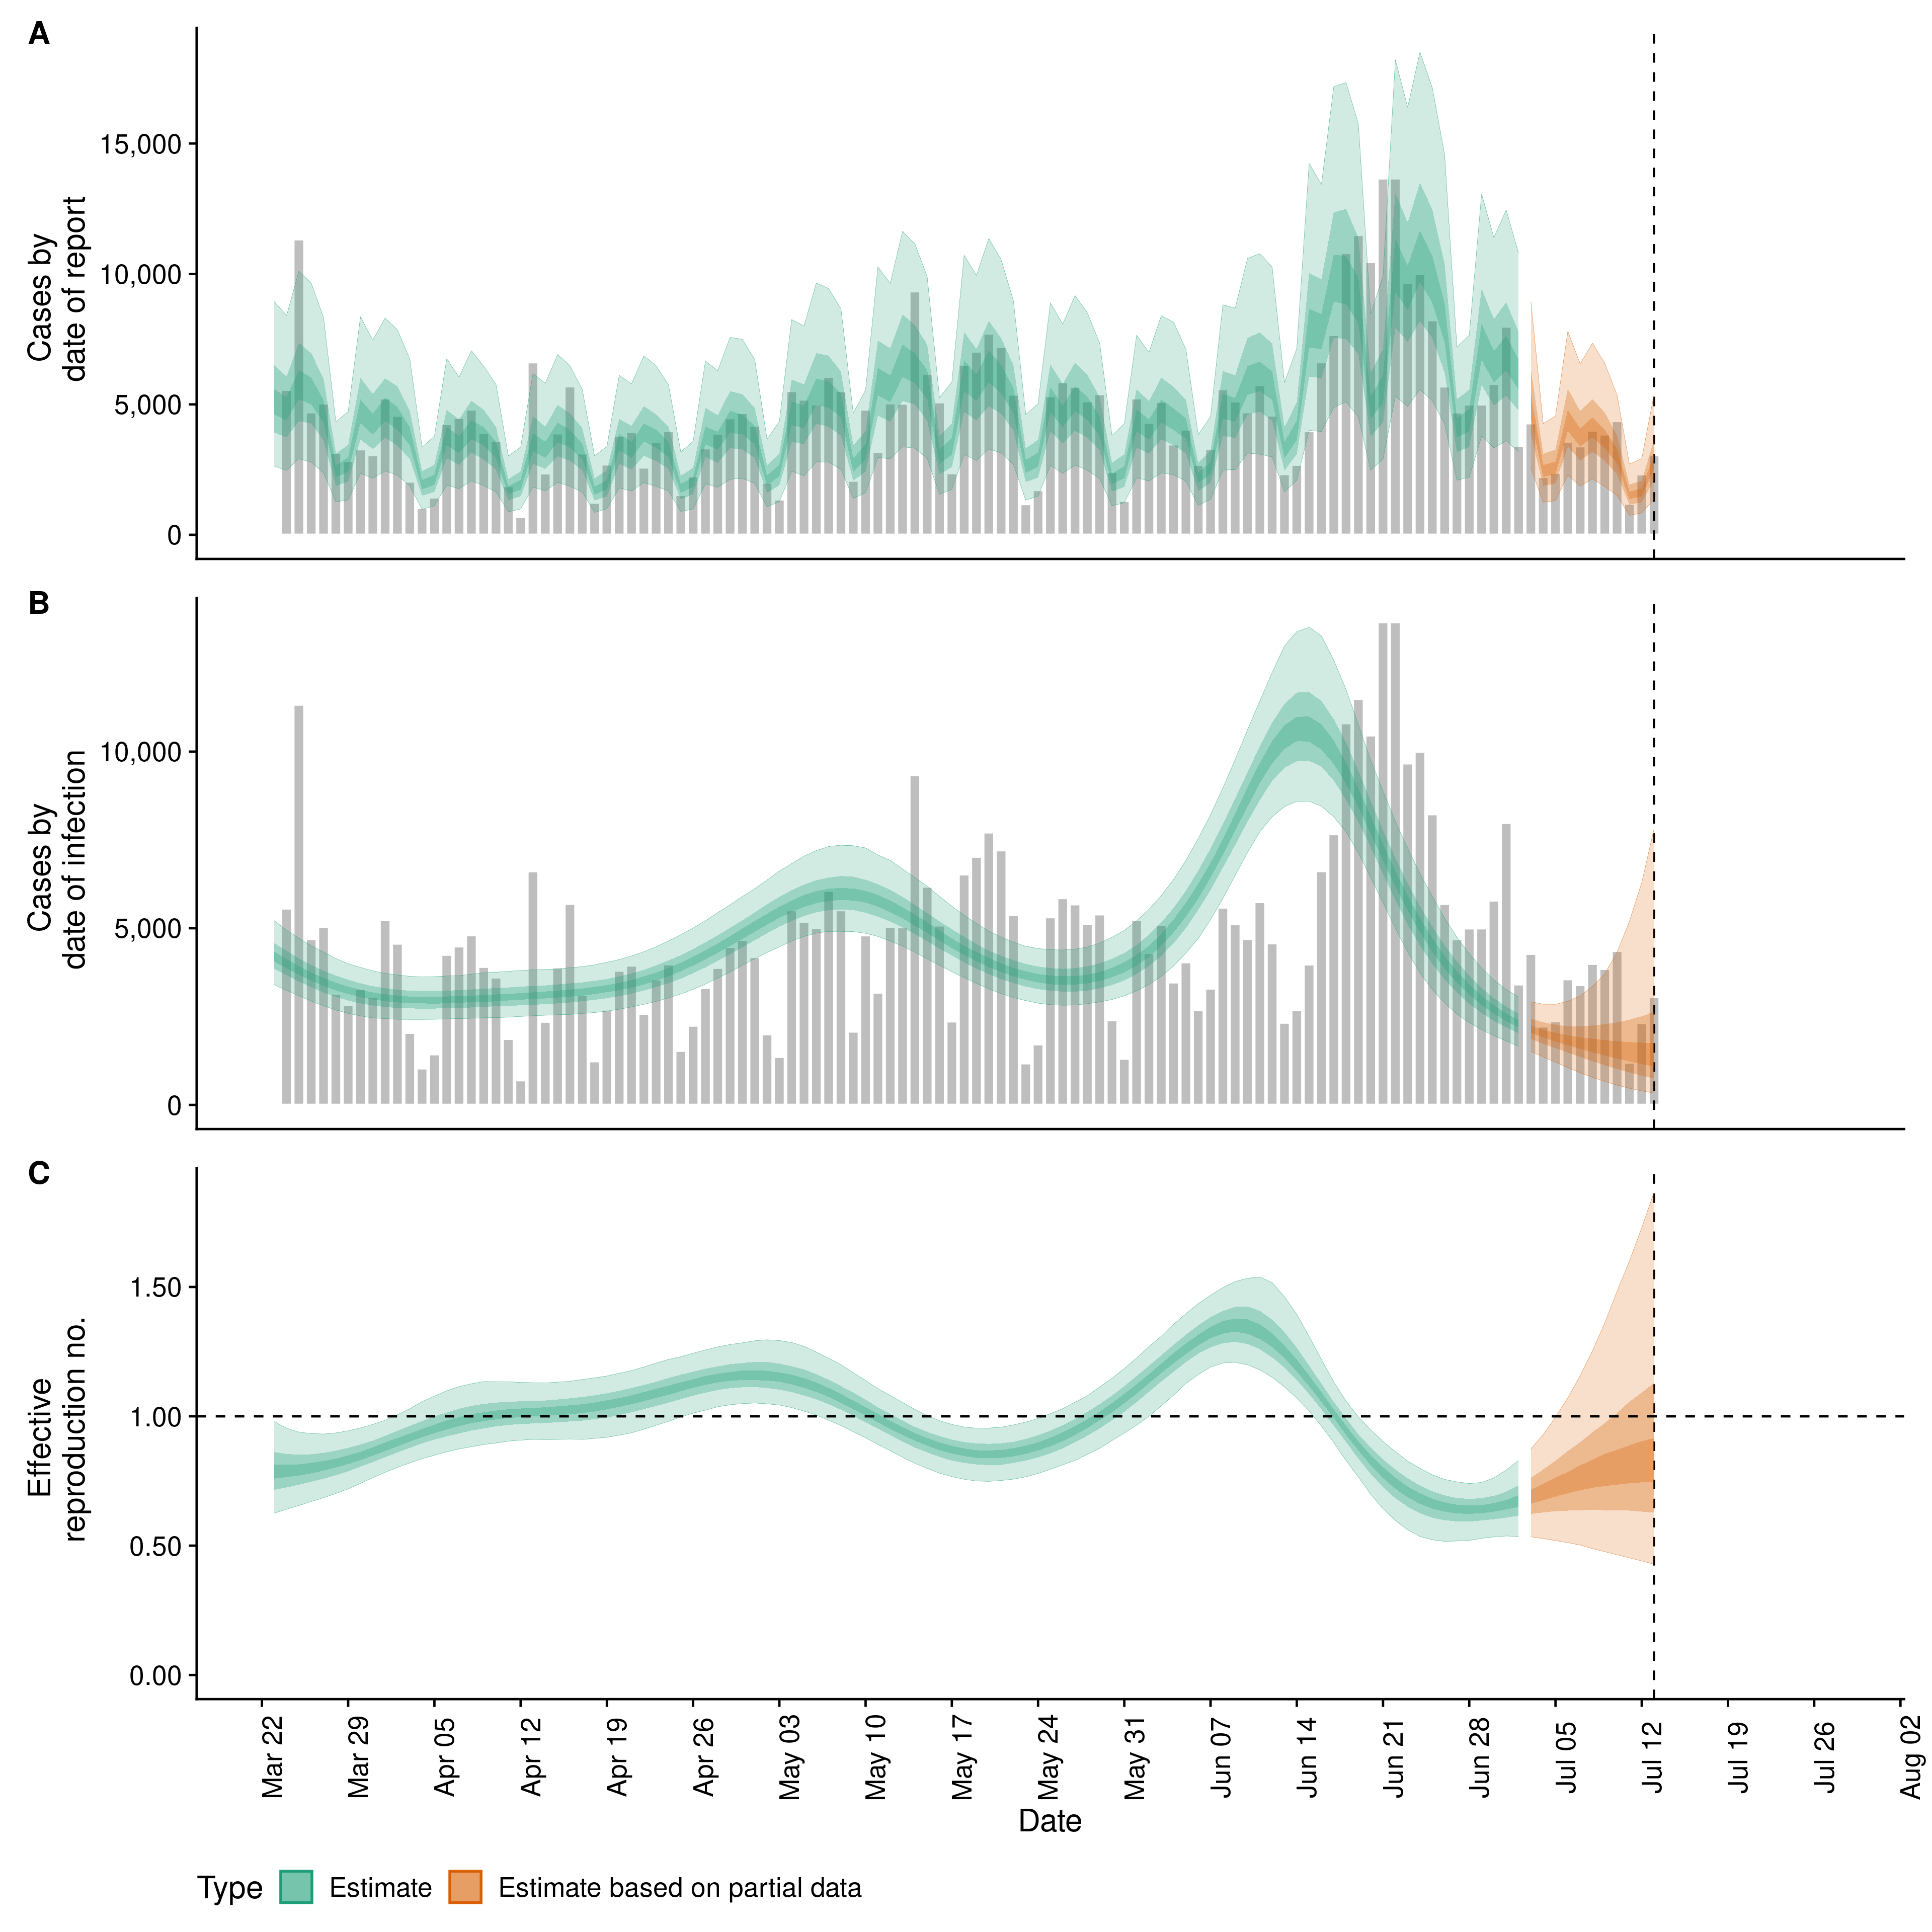 A
Cases by
date of report
15,000
10,000
5,000
0
B
Cases by
date of infection
10,000
5,000
0
C
Effective
reproduction no.
1.50
1.00
0.50
0.00
Mar 22
Mar 29
Apr 05
Apr 12
Apr 19
Apr 26
May 03
May 10
May 17
May 24
May 31
Jun 07
Jun 14
Jun 21
Jun 28
Jul 05
Jul 12
Jul 19
Jul 26
Aug 02
Date
Type Estimate Estimate based on partial data